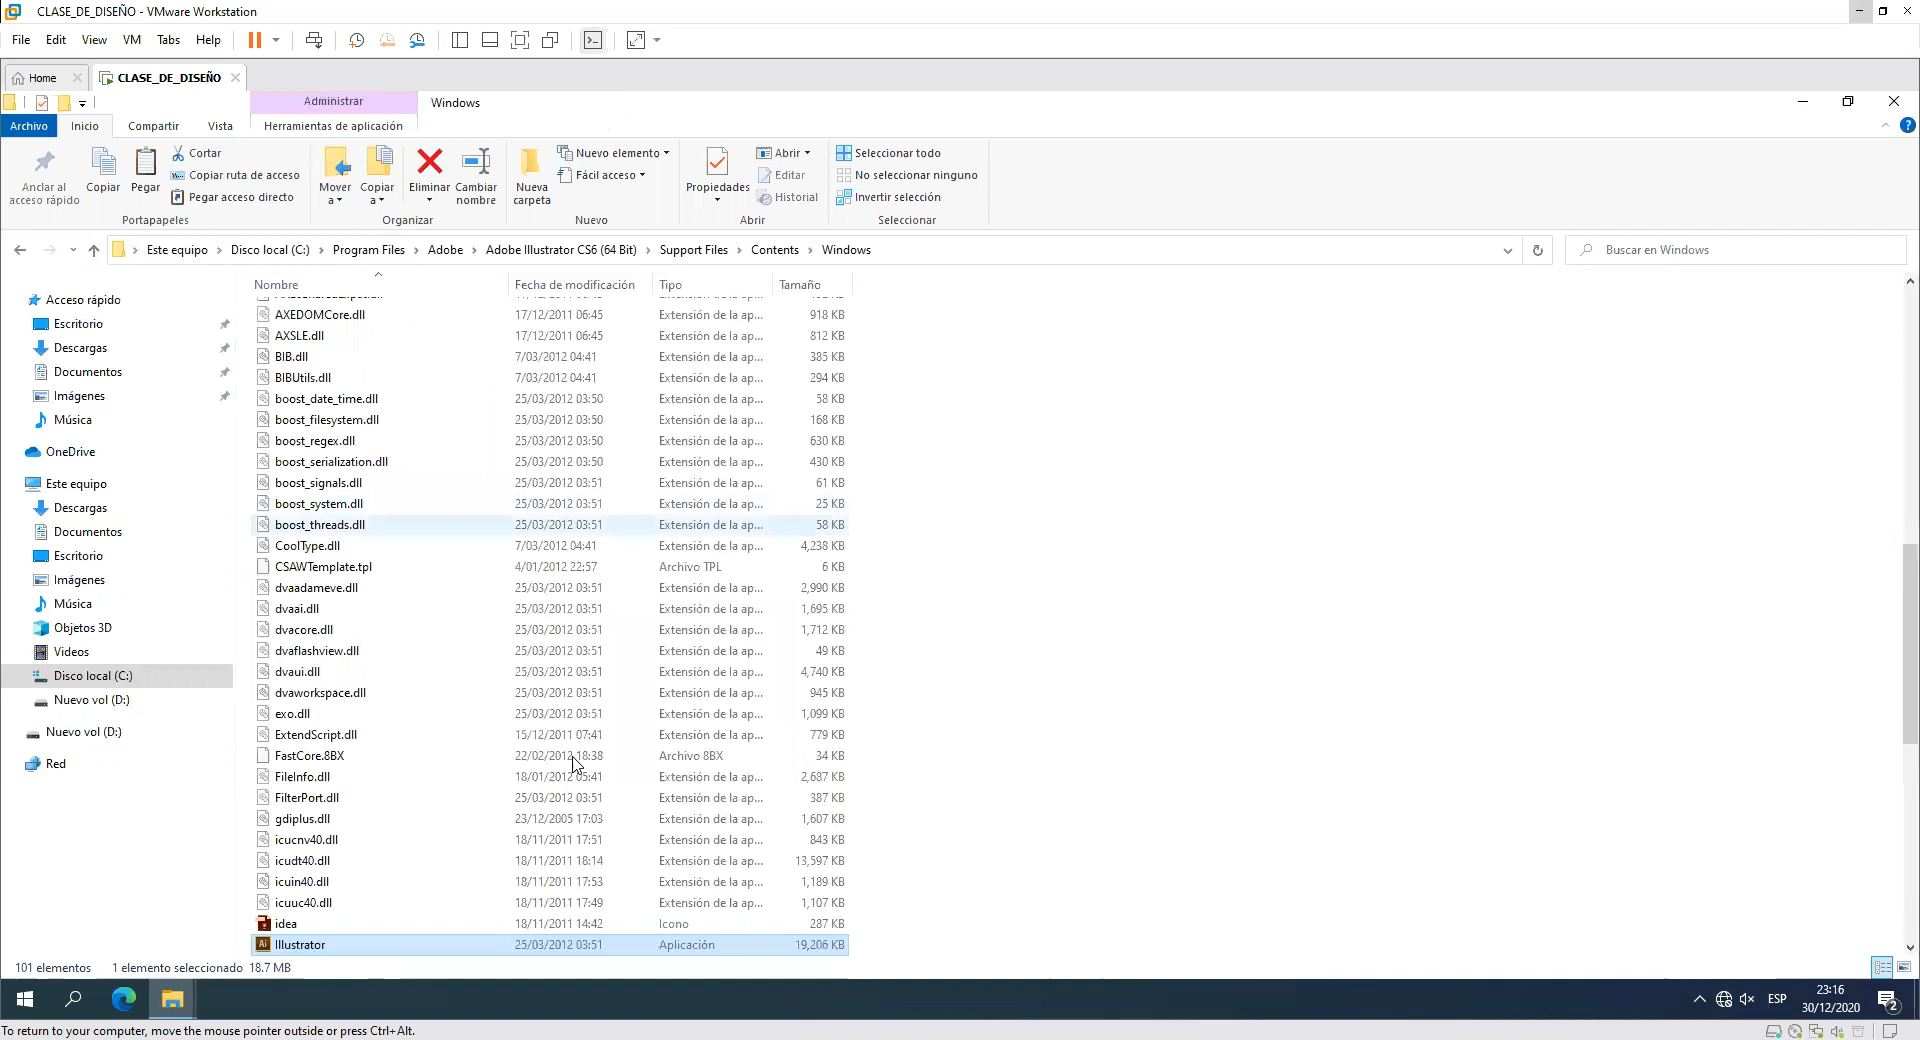 CLASE_DE_DISEÑO - VMware Workstation
File Edit View VM Tabs Help
Home CLASE_DE_DISEÑO
Administrar Windows
Archivo Inicio Compartir Vista Herramientas de aplicación
Anclar al acceso rápido
Copiar
Pegar
Cortar
Copiar ruta de acceso
Pegar acceso directo
Portapapeles
Mover a
Copiar a
Eliminar
Cambiar nombre
Organizar
Nueva carpeta
Nuevo elemento
Fácil acceso
Nuevo
Propiedades
Abrir
Editar
Historial
Abrir
Seleccionar todo
No seleccionar ninguno
Invertir selección
Seleccionar
Este equipo > Disco local (C:) > Program Files > Adobe > Adobe Illustrator CS6 (64 Bit) > Support Files > Contents > Windows
Buscar en Windows
Acceso rápido
Escritorio
Descargas
Documentos
Imágenes
Música
OneDrive
Este equipo
Descargas
Documentos
Escritorio
Imágenes
Música
Objetos 3D
Videos
Disco local (C:)
Nuevo vol (D:)
Nuevo vol (D:)
Red
Nombre Fecha de modificación Tipo Tamaño
AXEDOMCore.dll 17/12/2011 06:45 Extensión de la ap... 918 KB
AXSLE.dll 17/12/2011 06:45 Extensión de la ap... 812 KB
BIB.dll 7/03/2012 04:41 Extensión de la ap... 385 KB
BIBUtils.dll 7/03/2012 04:41 Extensión de la ap... 294 KB
boost_date_time.dll 25/03/2012 03:50 Extensión de la ap... 58 KB
boost_filesystem.dll 25/03/2012 03:50 Extensión de la ap... 168 KB
boost_regex.dll 25/03/2012 03:50 Extensión de la ap... 630 KB
boost_serialization.dll 25/03/2012 03:50 Extensión de la ap... 430 KB
boost_signals.dll 25/03/2012 03:51 Extensión de la ap... 61 KB
boost_system.dll 25/03/2012 03:51 Extensión de la ap... 25 KB
boost_threads.dll 25/03/2012 03:51 Extensión de la ap... 58 KB
CoolType.dll 7/03/2012 04:41 Extensión de la ap... 4,238 KB
CSAWTemplate.tpl 4/01/2012 22:57 Archivo TPL 6 KB
dvaadameve.dll 25/03/2012 03:51 Extensión de la ap... 2,990 KB
dvaai.dll 25/03/2012 03:51 Extensión de la ap... 1,695 KB
dvacore.dll 25/03/2012 03:51 Extensión de la ap... 1,712 KB
dvaflashview.dll 25/03/2012 03:51 Extensión de la ap... 49 KB
dvaui.dll 25/03/2012 03:51 Extensión de la ap... 4,740 KB
dvaworkspace.dll 25/03/2012 03:51 Extensión de la ap... 945 KB
exo.dll 25/03/2012 03:51 Extensión de la ap... 1,099 KB
ExtendScript.dll 15/12/2011 07:41 Extensión de la ap... 779 KB
FastCore.8BX 22/02/2012 18:38 Archivo 8BX 34 KB
FileInfo.dll 18/01/2012 05:41 Extensión de la ap... 2,687 KB
FilterPort.dll 25/03/2012 03:51 Extensión de la ap... 387 KB
gdiplus.dll 23/12/2005 17:03 Extensión de la ap... 1,607 KB
icucnv40.dll 18/11/2011 17:51 Extensión de la ap... 843 KB
icudt40.dll 18/11/2011 18:14 Extensión de la ap... 13,597 KB
icuin40.dll 18/11/2011 17:53 Extensión de la ap... 1,189 KB
icuuc40.dll 18/11/2011 17:49 Extensión de la ap... 1,107 KB
idea 18/11/2011 14:42 Icono 287 KB
Illustrator 25/03/2012 03:51 Aplicación 19,206 KB
101 elementos 1 elemento seleccionado 18.7 MB
ESP
23:16
30/12/2020
2
To return to your computer, move the mouse pointer outside or press Ctrl+Alt.